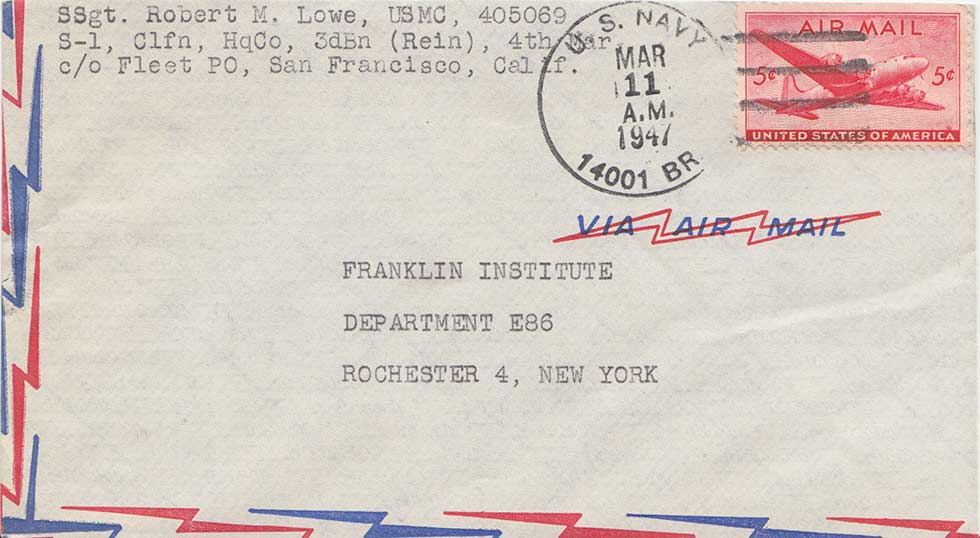 SSgt. Robert M. Lowe, USMC, 405069
S-1, Clfn, HqCo, 3dBn (Rein), 4thMar
c/o Fleet PO, San Francisco, Calif.
U. S. NAVY
MAR
11
A.M.
1947
14001 BR
AIR MAIL
5¢ 5¢
UNITED STATES OF AMERICA
VIA AIR MAIL
FRANKLIN INSTITUTE
DEPARTMENT E86
ROCHESTER 4, NEW YORK